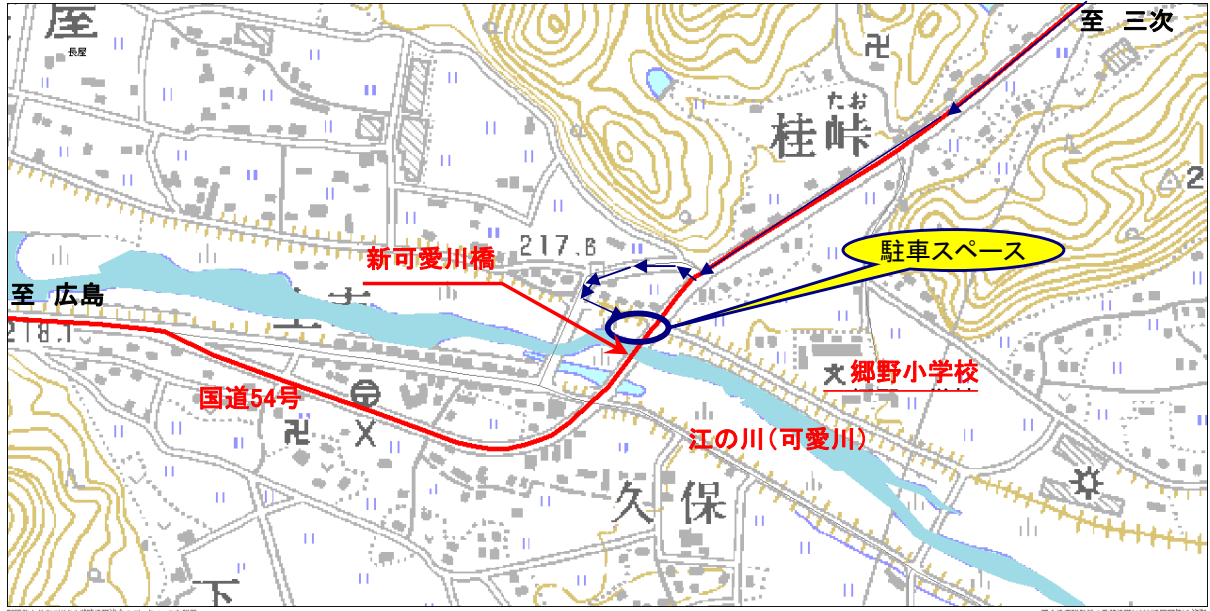 屋
長屋
至 三次
たお
桂峠
2
駐車スペース
217.8
新可愛川橋
至 広島
218.1
郷野小学校
国道54号
江の川(可愛川)
久保
下